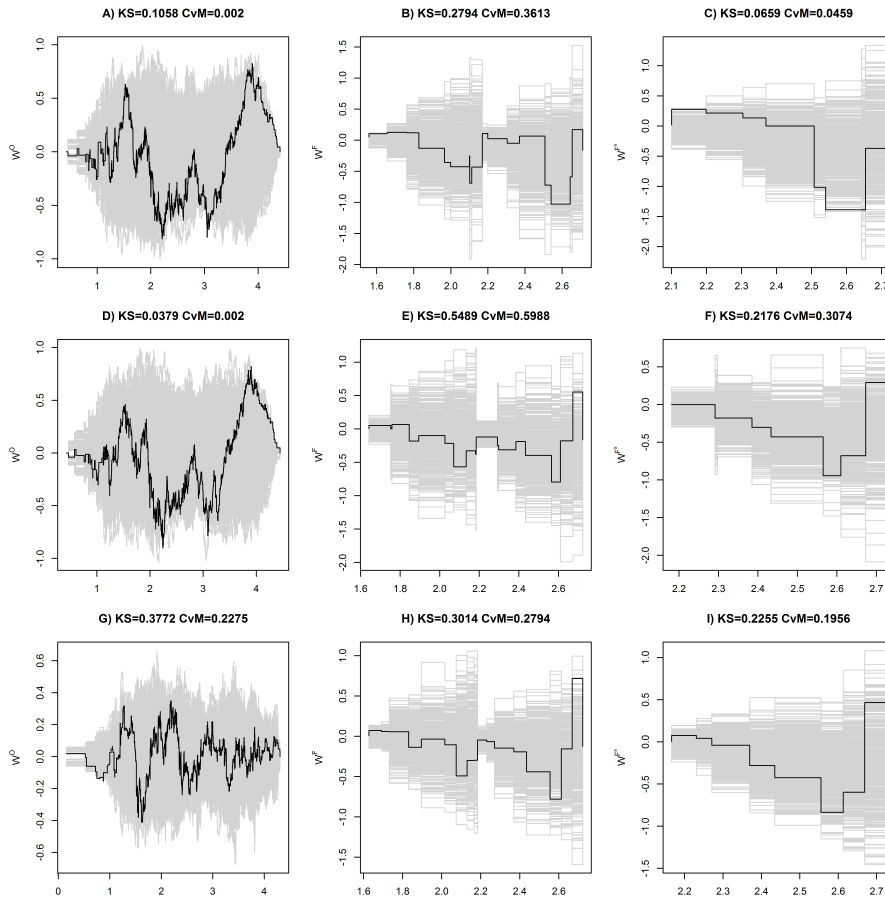 A) KS=0.1058 CvM=0.002
B) KS=0.2794 CvM=0.3613
C) KS=0.0659 CvM=0.0459
W^O
1.0
0.5
0.0
-0.5
-1.0
1 2 3 4
W^F
1.5
1.0
0.5
0.0
-0.5
-1.0
-1.5
-2.0
1.6 1.8 2.0 2.2 2.4 2.6
W^Fs
1.0
0.5
0.0
-0.5
-1.0
-1.5
-2.0
2.1 2.2 2.3 2.4 2.5 2.6 2.7
D) KS=0.0379 CvM=0.002
E) KS=0.5489 CvM=0.5988
F) KS=0.2176 CvM=0.3074
W^O
1.0
0.5
0.0
-0.5
-1.0
1 2 3 4
W^F
1.0
0.5
0.0
-0.5
-1.0
-1.5
-2.0
1.6 1.8 2.0 2.2 2.4 2.6
W^Fs
0.5
0.0
-0.5
-1.0
-1.5
-2.0
2.2 2.3 2.4 2.5 2.6 2.7
G) KS=0.3772 CvM=0.2275
H) KS=0.3014 CvM=0.2794
I) KS=0.2255 CvM=0.1956
W^O
0.6
0.4
0.2
0.0
-0.2
-0.4
-0.6
0 1 2 3 4
W^F
1.0
0.5
0.0
-0.5
-1.0
-1.5
1.6 1.8 2.0 2.2 2.4 2.6
W^Fs
1.0
0.5
0.0
-0.5
-1.0
-1.5
2.2 2.3 2.4 2.5 2.6 2.7